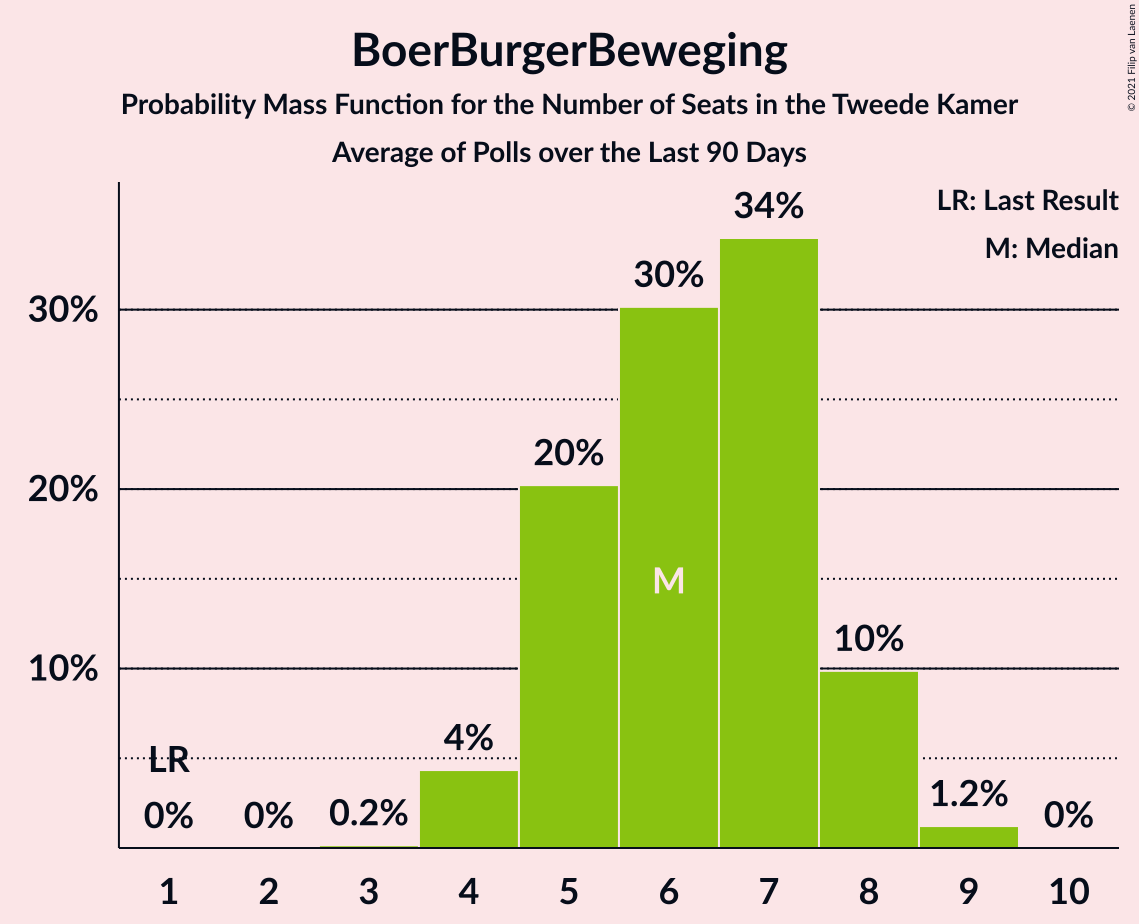 BoerBurgerBeweging
Probability Mass Function for the Number of Seats in the Tweede Kamer
Average of Polls over the Last 90 Days
© 2021 Filip van Laenen
LR: Last Result
M: Median
34%
30%
30%
20%
20%
M
10%
10%
4%
LR
0%
0%
0.2%
1.2%
0%
1 2 3 4 5 6 7 8 9 10